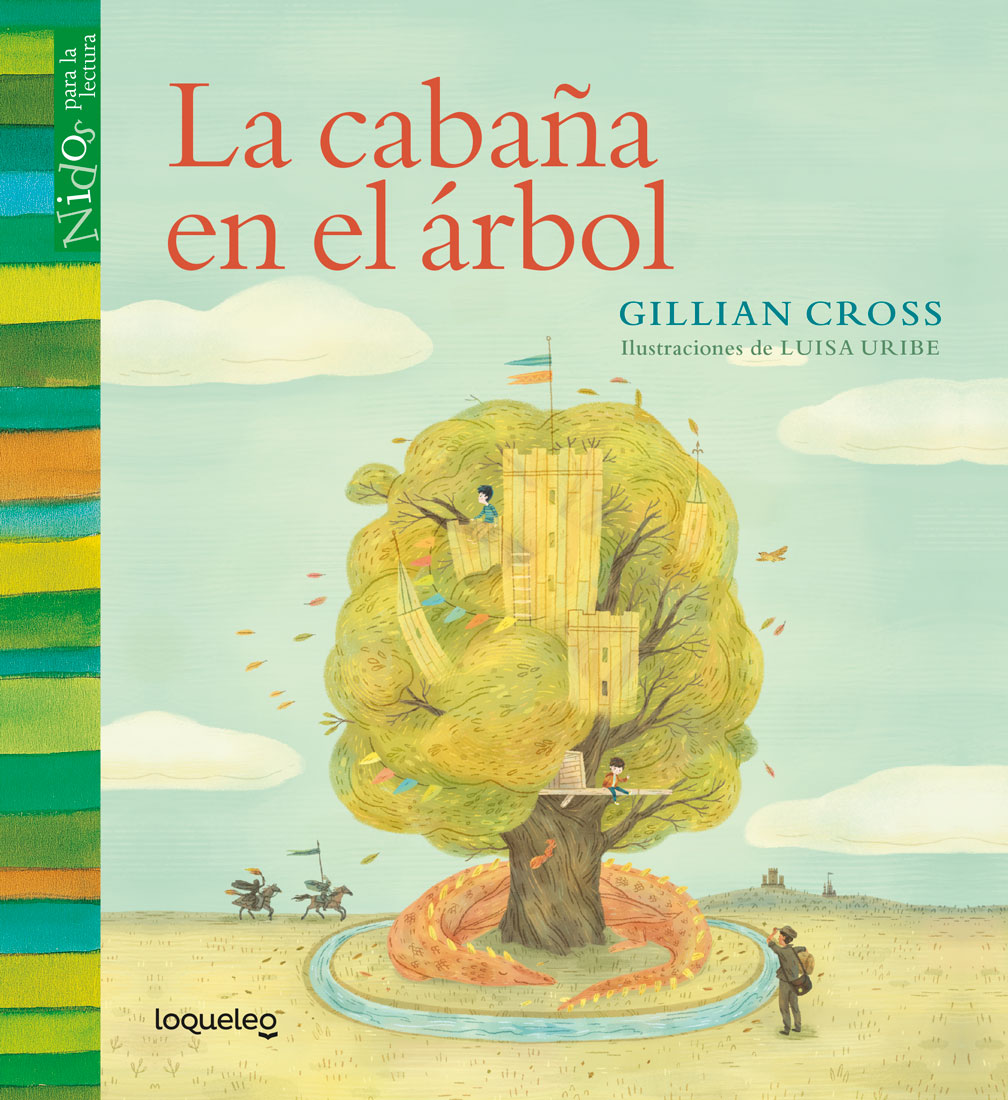 Nidos
para la
lectura
La cabaña
en el árbol
GILLIAN CROSS
Ilustraciones de LUISA URIBE
loqueleo